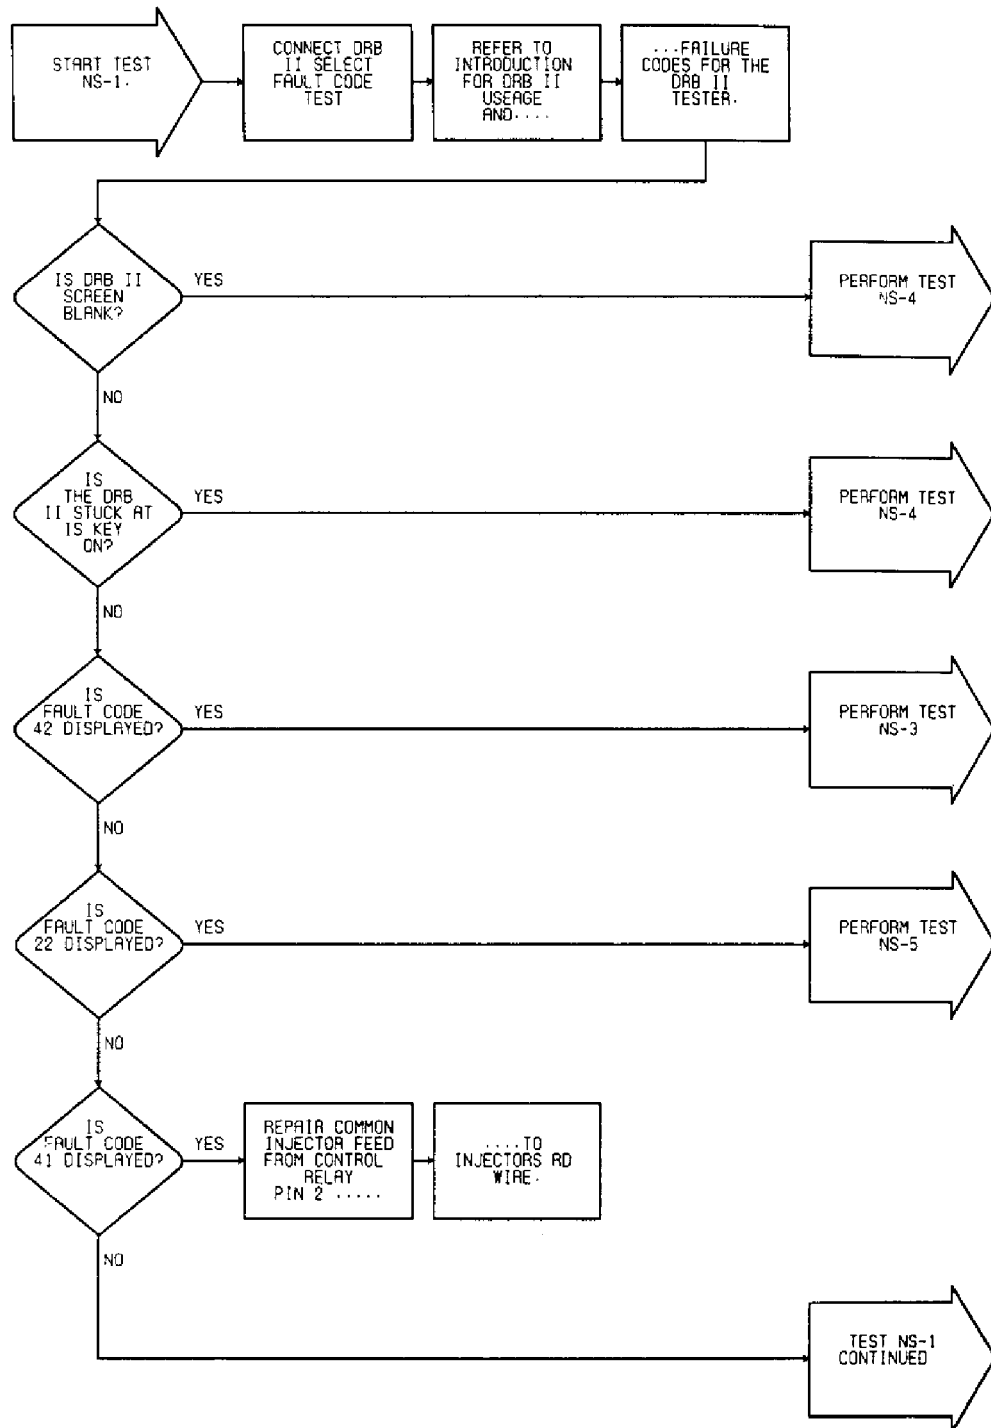 START TEST
NS-1.
CONNECT DRB
II SELECT
FAULT CODE
TEST
REFER TO
INTRODUCTION
FOR DRB II
USEAGE
AND....
...FAILURE
CODES FOR THE
DRB II
TESTER.
IS DRB II
SCREEN
BLANK?
YES
PERFORM TEST
NS-4
NO
IS
THE DRB
II STUCK AT
IS KEY
ON?
YES
PERFORM TEST
NS-4
NO
IS
FAULT CODE
42 DISPLAYED?
YES
PERFORM TEST
NS-3
NO
IS
FAULT CODE
22 DISPLAYED?
YES
PERFORM TEST
NS-5
NO
IS
FAULT CODE
41 DISPLAYED?
YES
REPAIR COMMON
INJECTOR FEED
FROM CONTROL
RELAY
PIN 2 .....
....TO
INJECTORS RD
WIRE.
NO
TEST NS-1
CONTINUED